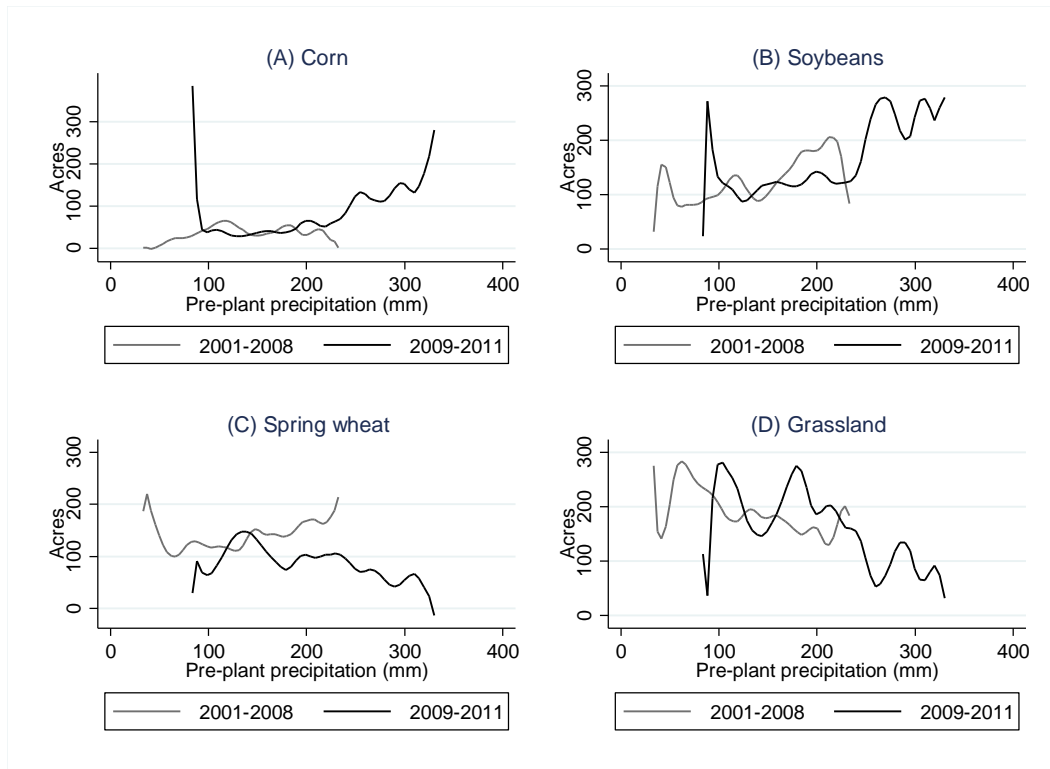 (A) Corn
Acres
0 100 200 300
0 100 200 300 400
Pre-plant precipitation (mm)
2001-2008 2009-2011
(B) Soybeans
Acres
0 100 200 300
0 100 200 300 400
Pre-plant precipitation (mm)
2001-2008 2009-2011
(C) Spring wheat
Acres
0 100 200 300
0 100 200 300 400
Pre-plant precipitation (mm)
2001-2008 2009-2011
(D) Grassland
Acres
0 100 200 300
0 100 200 300 400
Pre-plant precipitation (mm)
2001-2008 2009-2011